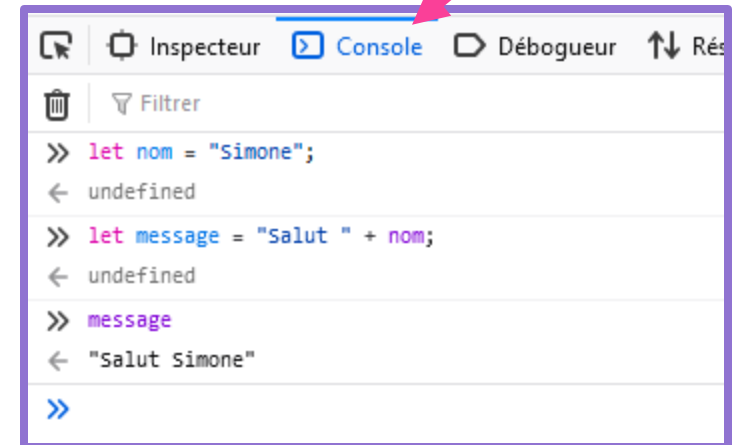 Inspecteur Console Débogueur Rés
Filtrer
» let nom = "Simone";
← undefined
» let message = "Salut " + nom;
← undefined
» message
← "Salut Simone"
»